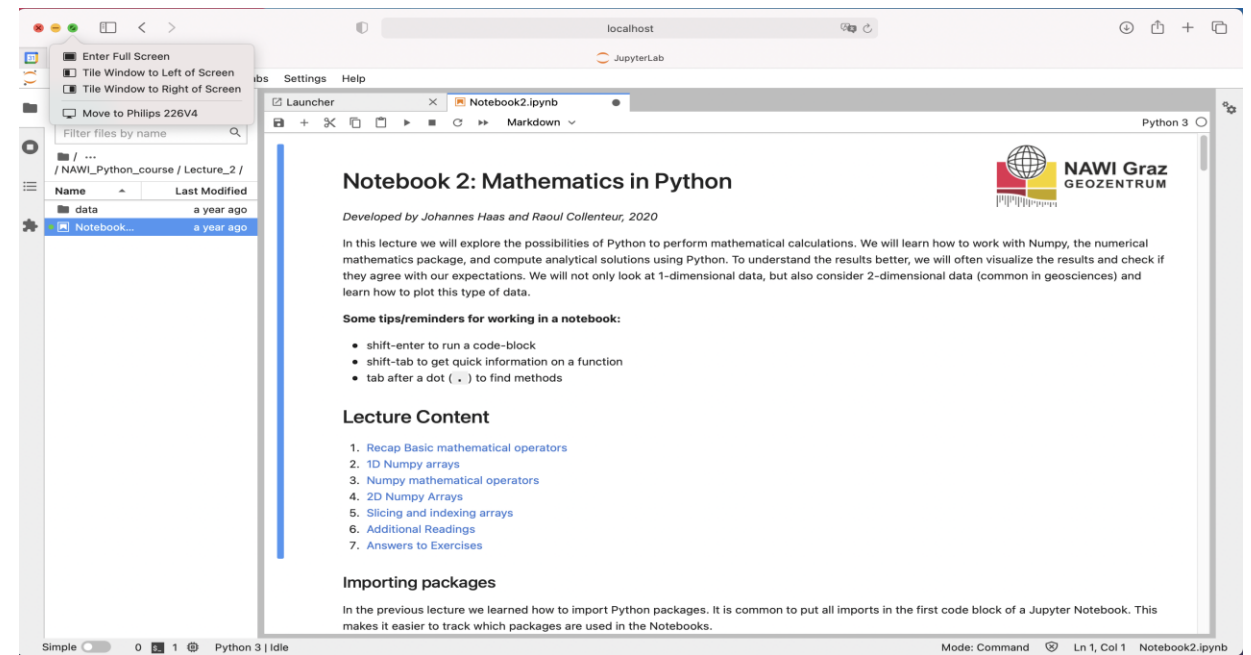 localhost
31
JupyterLab
Enter Full Screen
Tile Window to Left of Screen
Tile Window to Right of Screen
Move to Philips 226V4
Settings Help
Launcher
Notebook2.ipynb
Markdown
Python 3
Filter files by name
/ ...
/ NAWI_Python_course / Lecture_2 /
Name Last Modified
data a year ago
Notebook... a year ago
NAWI Graz
GEOZENTRUM
Notebook 2: Mathematics in Python
Developed by Johannes Haas and Raoul Collenteur, 2020
In this lecture we will explore the possibilities of Python to perform mathematical calculations. We will learn how to work with Numpy, the numerical
mathematics package, and compute analytical solutions using Python. To understand the results better, we will often visualize the results and check if
they agree with our expectations. We will not only look at 1-dimensional data, but also consider 2-dimensional data (common in geosciences) and
learn how to plot this type of data.
Some tips/reminders for working in a notebook:
• shift-enter to run a code-block
• shift-tab to get quick information on a function
• tab after a dot ( . ) to find methods
Lecture Content
1. Recap Basic mathematical operators
2. 1D Numpy arrays
3. Numpy mathematical operators
4. 2D Numpy Arrays
5. Slicing and indexing arrays
6. Additional Readings
7. Answers to Exercises
Importing packages
In the previous lecture we learned how to import Python packages. It is common to put all imports in the first code block of a Jupyter Notebook. This
makes it easier to track which packages are used in the Notebooks.
Simple 0 1 Python 3 | Idle Mode: Command Ln 1, Col 1 Notebook2.ipynb